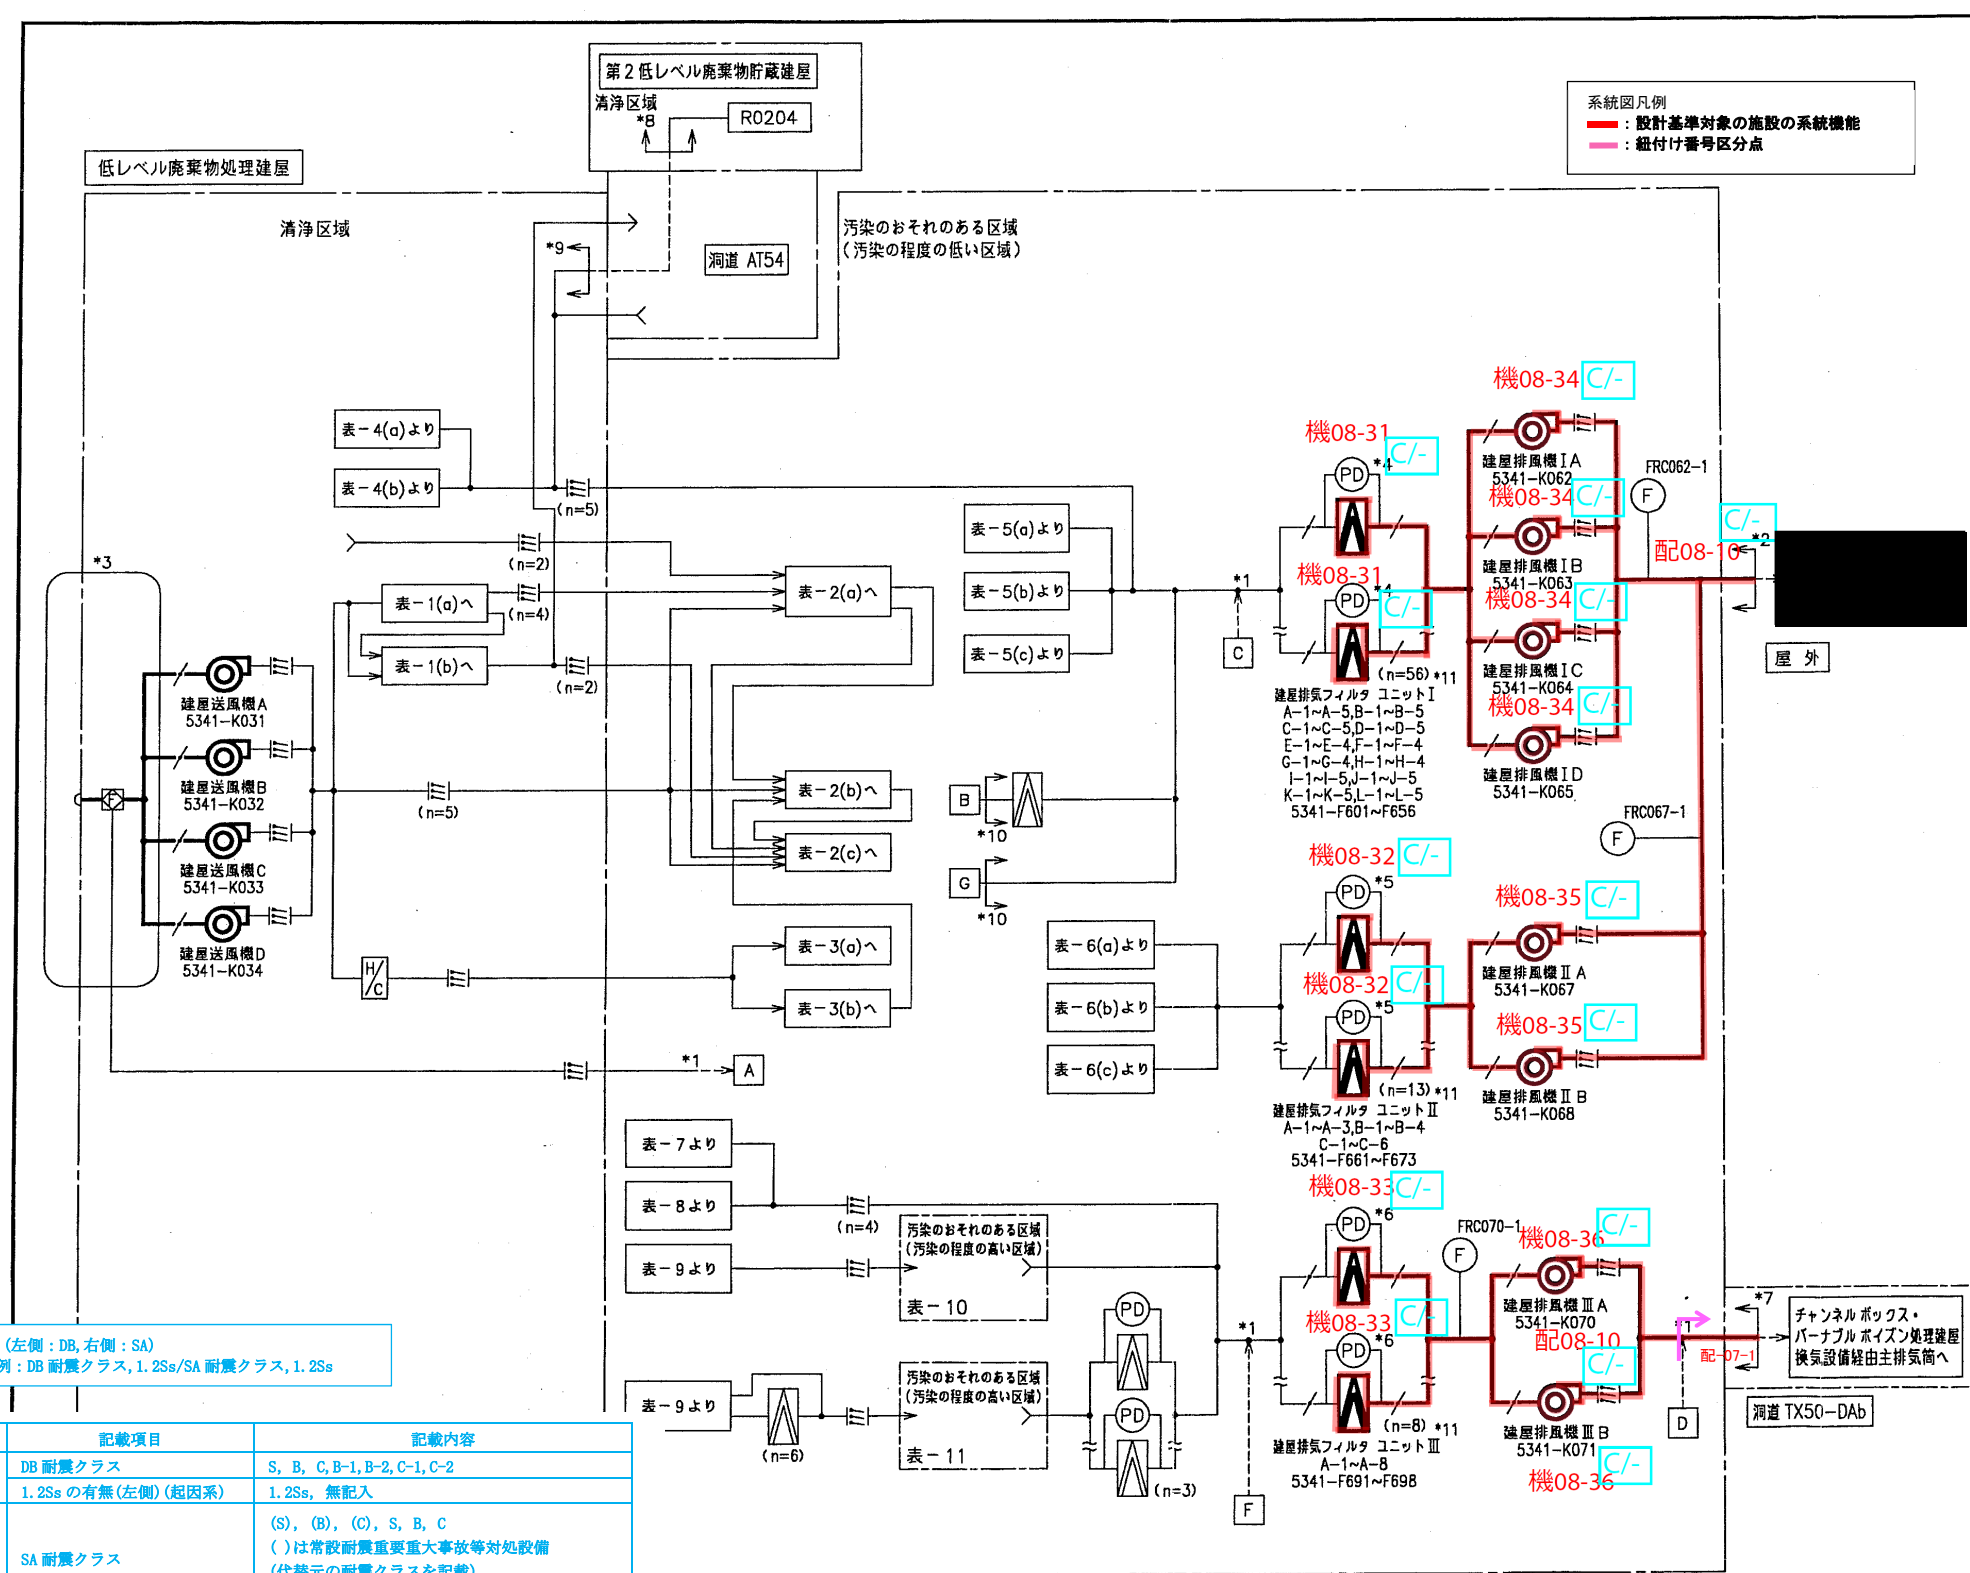 第2低レベル廃棄物貯蔵建屋
清浄区域
*8
R0204
系統図凡例
：設計基準対象の施設の系統機能
：紐付け番号区分点
低レベル廃棄物処理建屋
清浄区域
*9
洞道 AT54
汚染のおそれのある区域
(汚染の程度の低い区域)
表-4(a)より
表-4(b)より
(n=5)
(n=2)
*3
表-1(a)へ
(n=4)
表-1(b)へ
(n=2)
表-2(a)へ
建屋送風機A
5341-K031
建屋送風機B
5341-K032
建屋送風機C
5341-K033
建屋送風機D
5341-K034
F
(n=5)
表-2(b)へ
表-2(c)へ
表-3(a)へ
表-3(b)へ
H/C
*1
A
表-5(a)より
表-5(b)より
表-5(c)より
*1
C
B
*10
G
*10
表-6(a)より
表-6(b)より
表-6(c)より
機08-31
C/-
PD
*4
機08-31
C/-
PD
*4
(n=56)*11
建屋排気フィルタ ユニットI
A-1~A-5,B-1~B-5
C-1~C-5,D-1~D-5
E-1~E-4,F-1~F-4
G-1~G-4,H-1~H-4
I-1~I-5,J-1~J-5
K-1~K-5,L-1~L-5
5341-F601~F656
機08-34
C/-
建屋排風機IA
5341-K062
機08-34
C/-
建屋排風機IB
5341-K063
機08-34
C/-
建屋排風機IC
5341-K064
機08-34
C/-
建屋排風機ID
5341-K065
FRC062-1
F
C/-
配08-10
*2
屋 外
FRC067-1
F
機08-32
C/-
PD
*5
機08-32
C/-
PD
*5
(n=13)*11
建屋排気フィルタ ユニットⅡ
A-1~A-3,B-1~B-4
C-1~C-6
5341-F661~F673
機08-35
C/-
建屋排風機ⅡA
5341-K067
機08-35
C/-
建屋排風機ⅡB
5341-K068
表-7より
表-8より
(n=4)
表-9より
汚染のおそれのある区域
(汚染の程度の高い区域)
表-10
表-9より
(n=6)
汚染のおそれのある区域
(汚染の程度の高い区域)
表-11
PD
PD
(n=3)
*1
F
機08-33
C/-
PD
*6
機08-33
C/-
PD
*6
(n=8)*11
建屋排気フィルタ ユニットⅢ
A-1~A-8
5341-F691~F698
FRC070-1
F
機08-36
C/-
建屋排風機ⅢA
5341-K070
配08-10
C/-
建屋排風機ⅢB
5341-K071
C/-
機08-36
*1
配-07-1
*7
D
チャンネルボックス・
バーナブルポイズン処理建屋
換気設備経由主排気筒へ
洞道 TX50-DAb
(左側：DB,右側：SA)
例：DB耐震クラス,1.2Ss/SA耐震クラス,1.2Ss
記載項目 記載内容
DB耐震クラス S, B, C,B-1,B-2,C-1,C-2
1.2Ssの有無(左側)(起因系) 1.2Ss, 無記入
SA耐震クラス (S), (B), (C), S, B, C
( )は常設耐震重要重大事故等対処設備
(代替元の耐震クラスを記載)